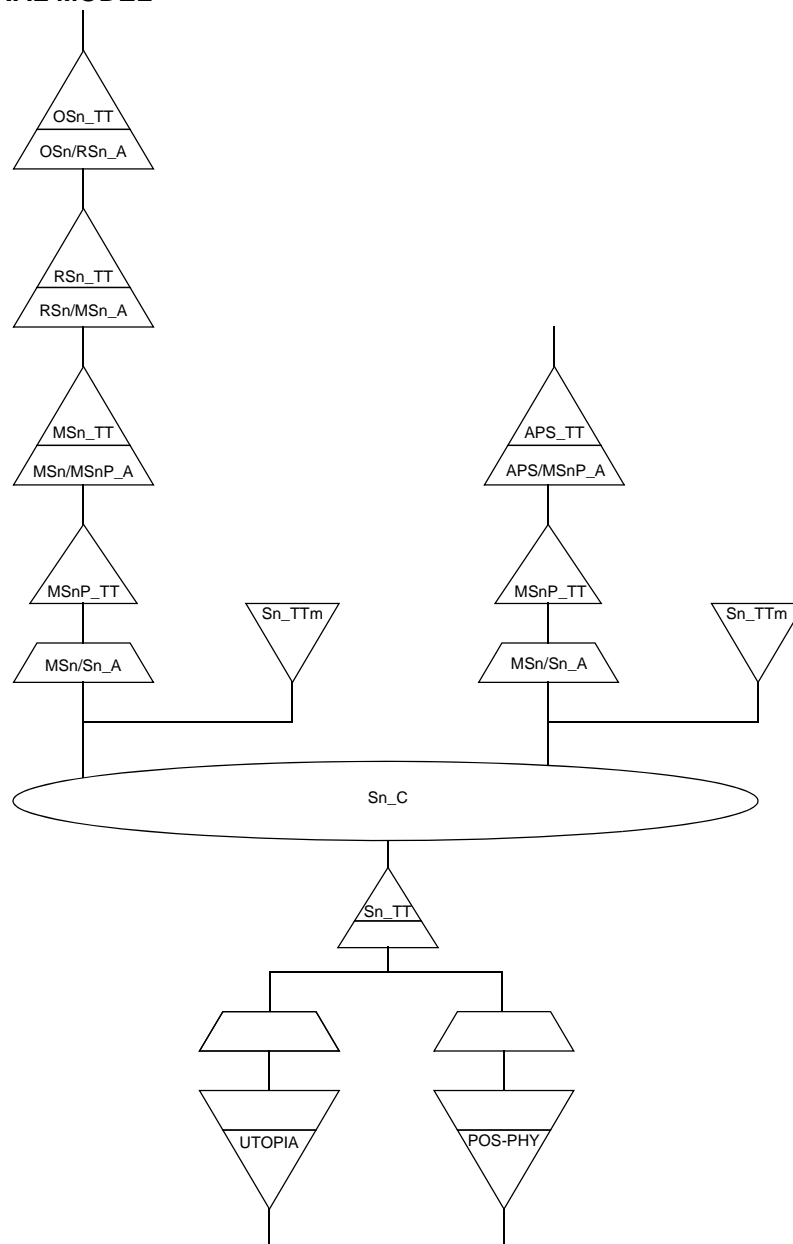 OSn_TT
OSn/RSn_A
RSn_TT
RSn/MSn_A
MSn_TT
MSn/MSnP_A
APS_TT
APS/MSnP_A
MSnP_TT
Sn_TTm
MSnP_TT
Sn_TTm
MSn/Sn_A
MSn/Sn_A
Sn_C
Sn_TT
UTOPIA
POS-PHY